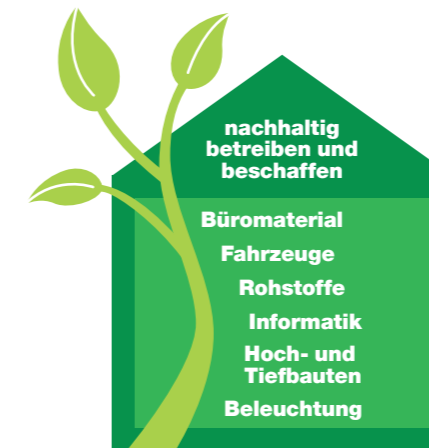 nachhaltig
betreiben und
beschaffen
Büromaterial
Fahrzeuge
Rohstoffe
Informatik
Hoch- und
Tiefbauten
Beleuchtung